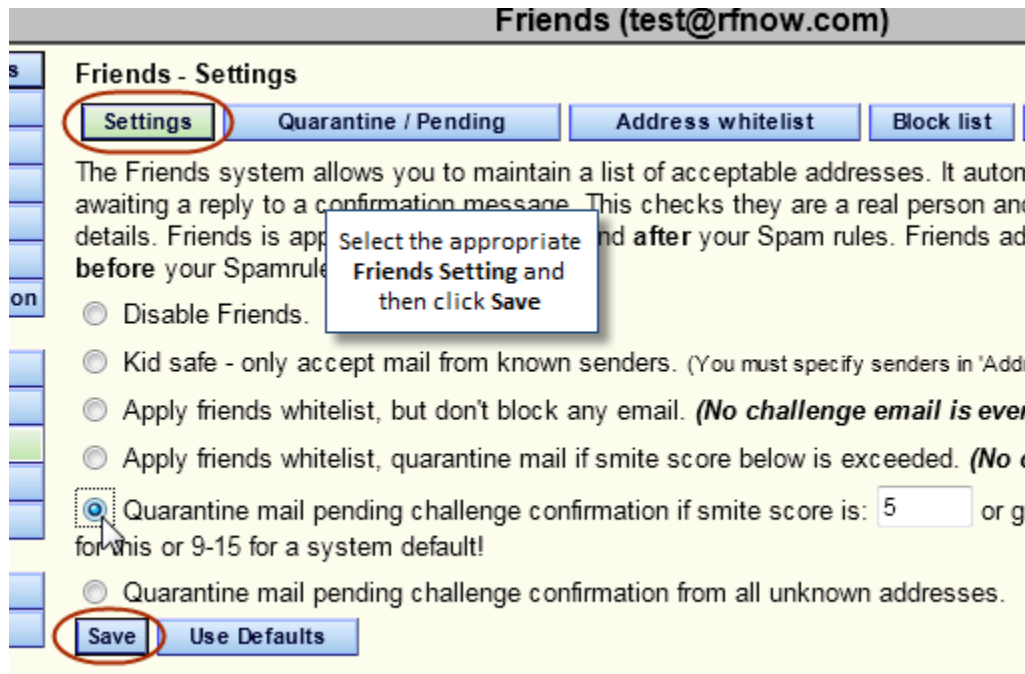 Friends (test@rfnow.com)
s
Friends - Settings
Settings Quarantine / Pending Address whitelist Block list
The Friends system allows you to maintain a list of acceptable addresses. It autom
awaiting a reply to a confirmation message. This checks they are a real person and
details. Friends is app nd after your Spam rules. Friends ad
before your Spamrule
Select the appropriate
Friends Setting and
then click Save
on
Disable Friends.
Kid safe - only accept mail from known senders. (You must specify senders in 'Addr
Apply friends whitelist, but don't block any email. (No challenge email is ever
Apply friends whitelist, quarantine mail if smite score below is exceeded. (No c
Quarantine mail pending challenge confirmation if smite score is: 5 or g
for this or 9-15 for a system default!
Quarantine mail pending challenge confirmation from all unknown addresses.
Save Use Defaults